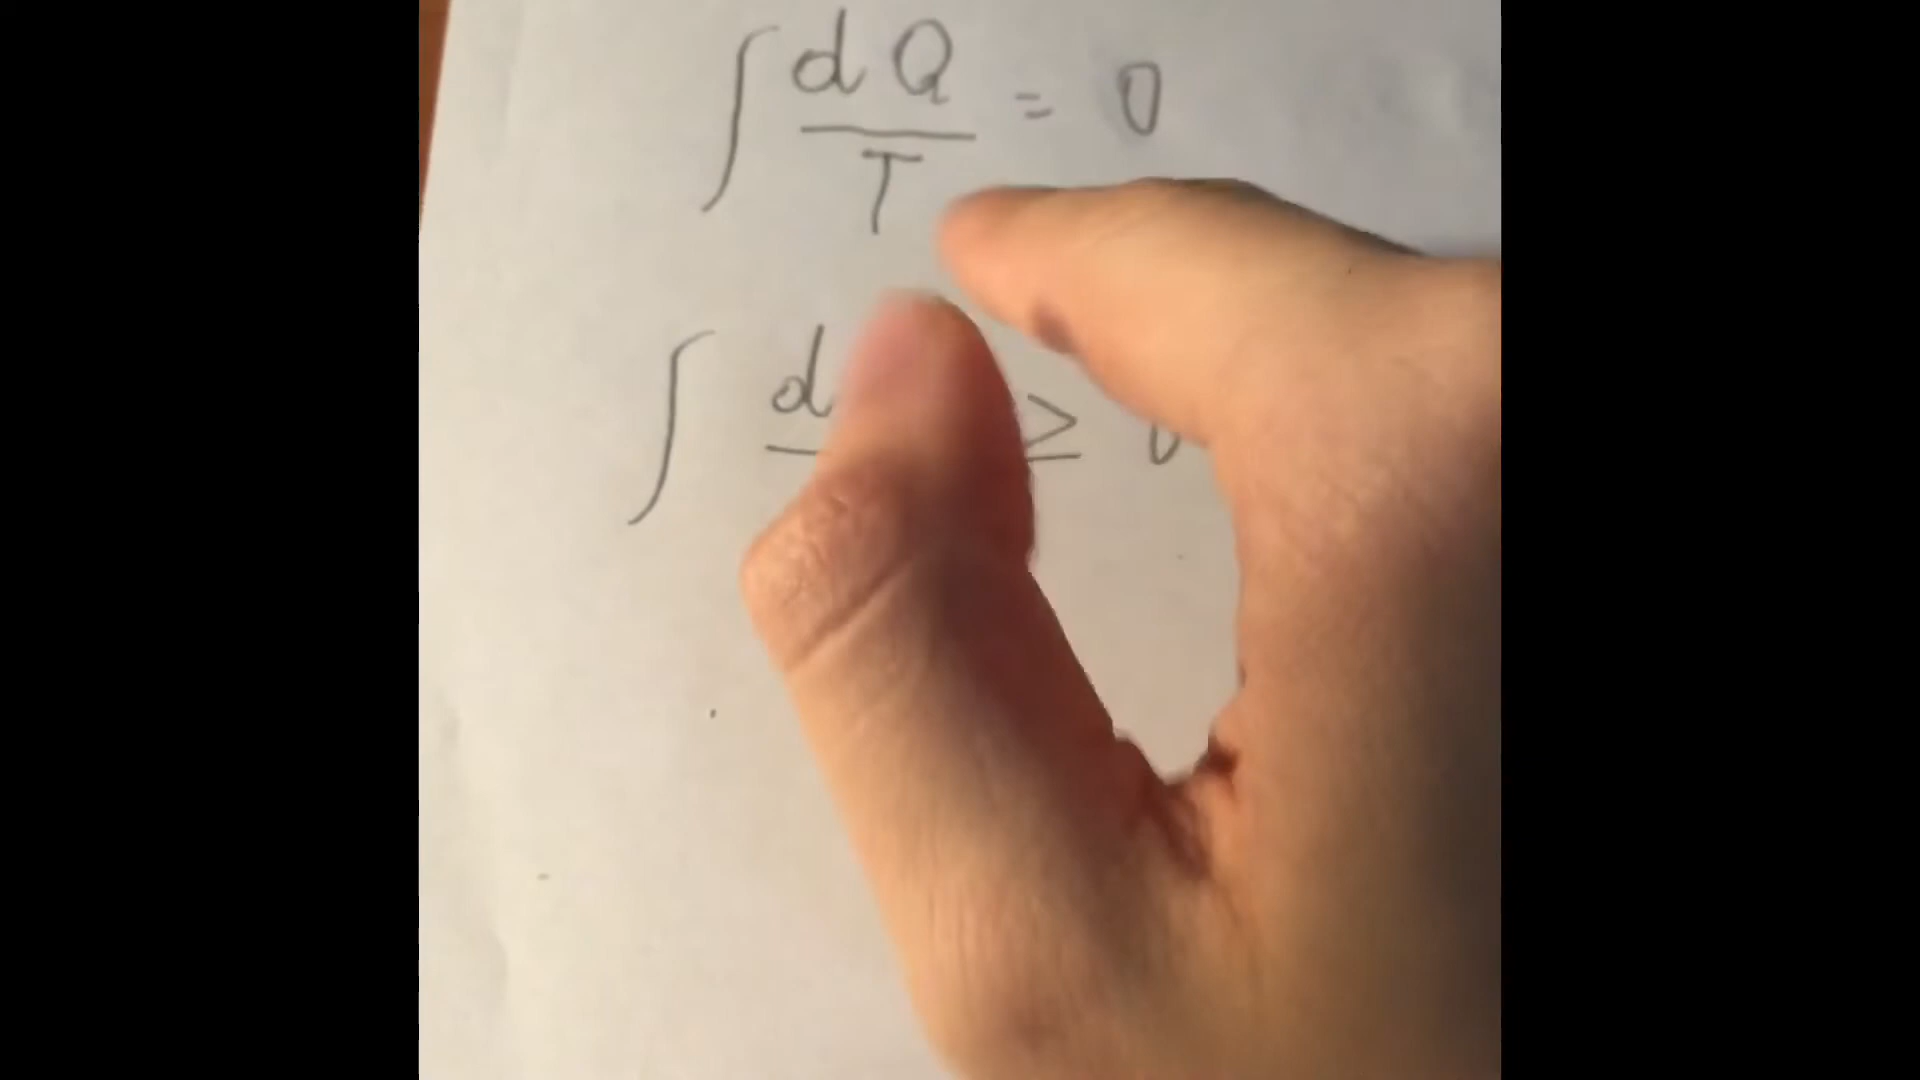 ∫ dQ/T = 0
∫ d ≥ 0